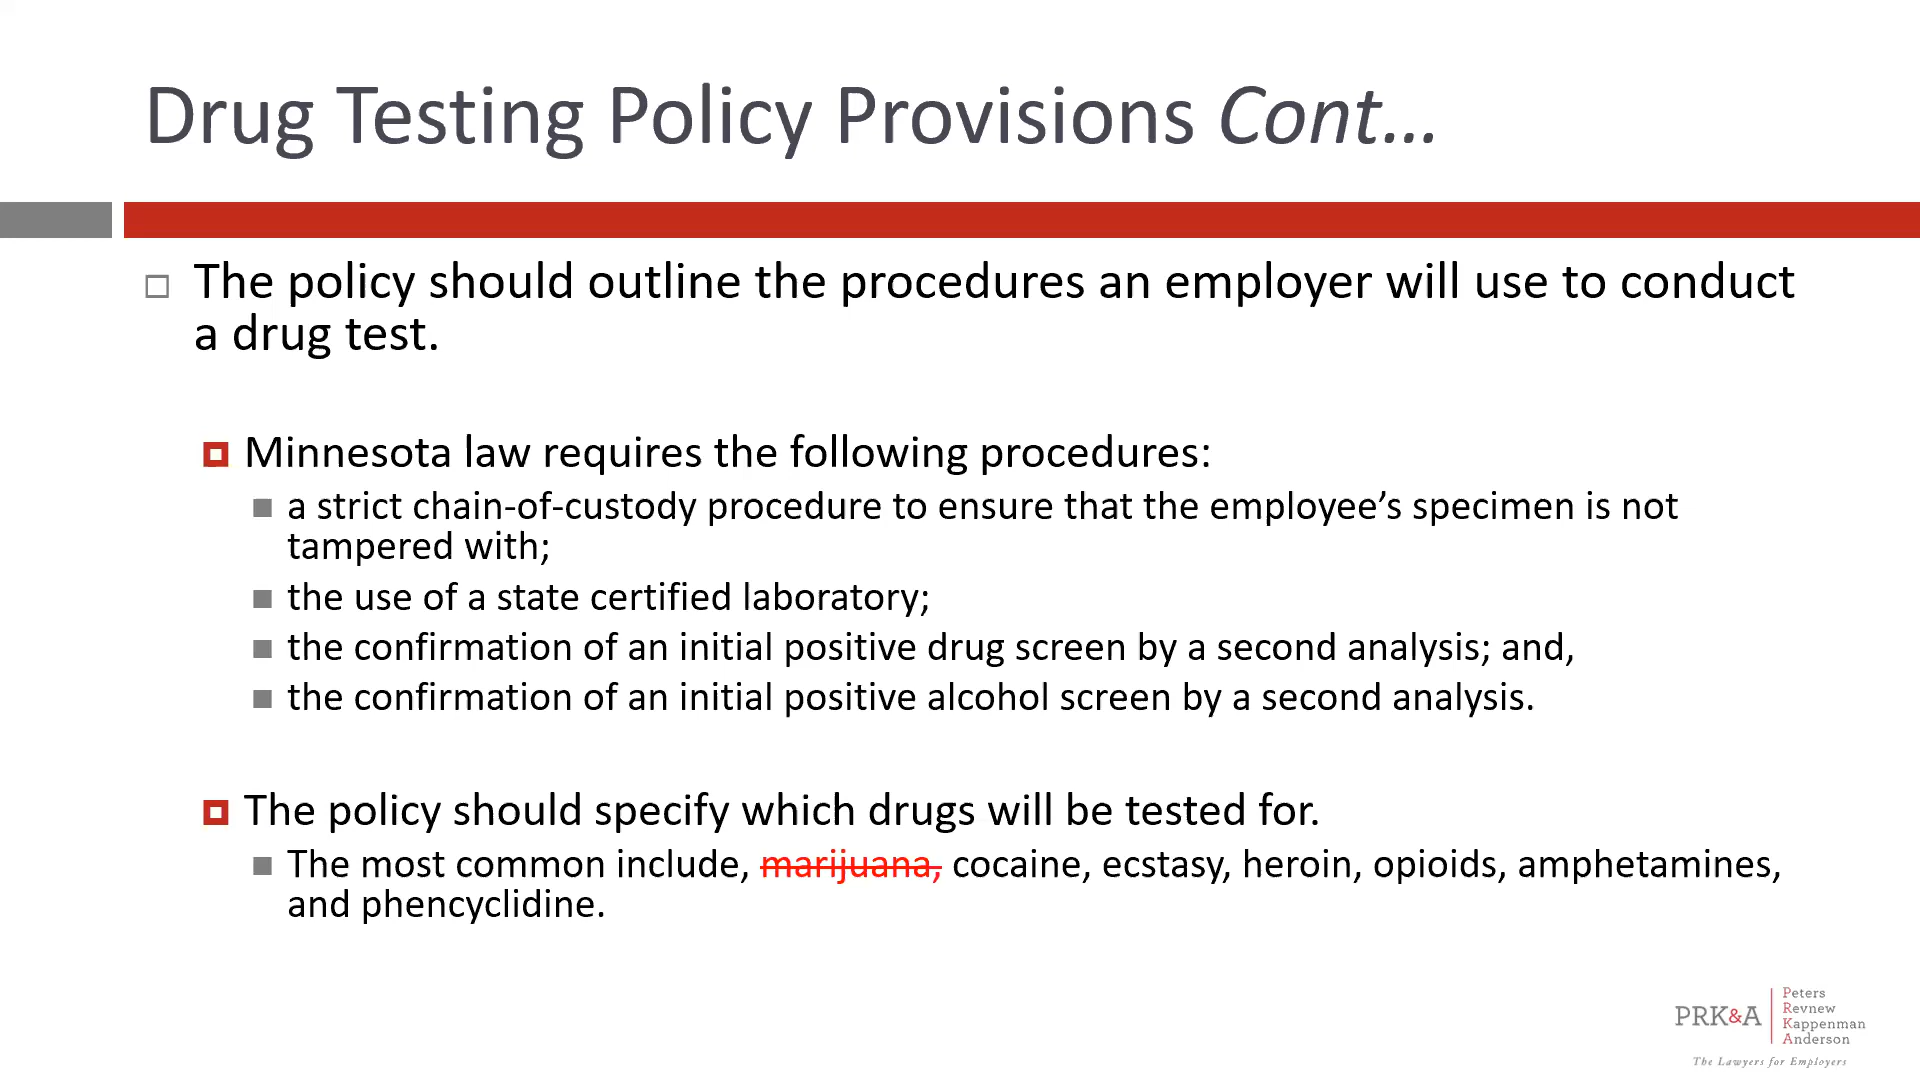 Drug Testing Policy Provisions Cont...
The policy should outline the procedures an employer will use to conduct
a drug test.
Minnesota law requires the following procedures:
a strict chain-of-custody procedure to ensure that the employee’s specimen is not
tampered with;
the use of a state certified laboratory;
the confirmation of an initial positive drug screen by a second analysis; and,
the confirmation of an initial positive alcohol screen by a second analysis.
The policy should specify which drugs will be tested for.
The most common include, marijuana, cocaine, ecstasy, heroin, opioids, amphetamines,
and phencyclidine.
PRK&A
Peters
Revnew
Kappenman
Anderson
The Lawyers for Employers